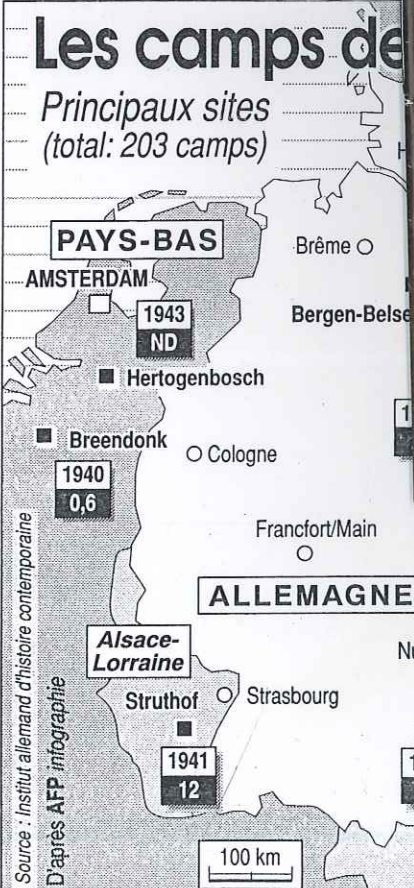 Les camps de
Principaux sites
(total: 203 camps)
PAYS-BAS
AMSTERDAM
1943
ND
Hertogenbosch
Breendonk
1940
0,6
Brême
Bergen-Belse
Cologne
Francfort/Main
ALLEMAGNE
Alsace-
Lorraine
Struthof
Strasbourg
1941
12
100 km
Source : Institut allemand d'histoire contemporaine
D'après AFP infographie